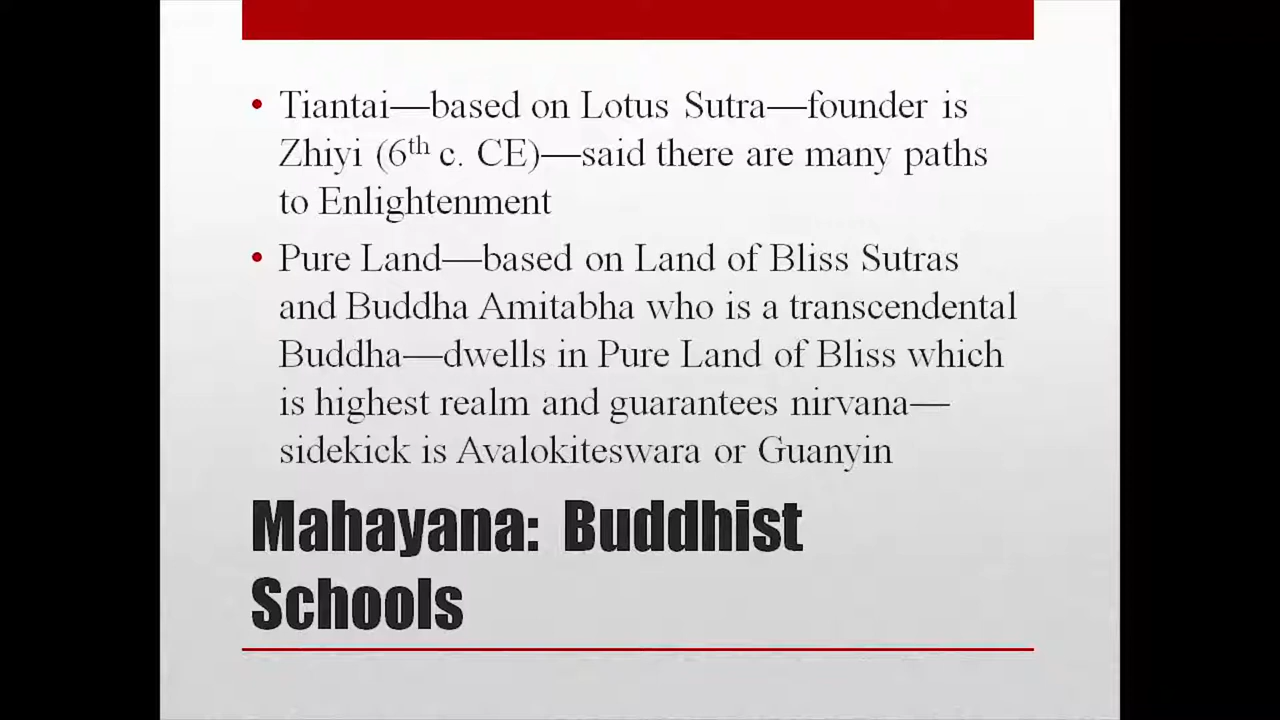 • Tiantai—based on Lotus Sutra—founder is
Zhiyi (6th c. CE)—said there are many paths
to Enlightenment
• Pure Land—based on Land of Bliss Sutras
and Buddha Amitabha who is a transcendental
Buddha—dwells in Pure Land of Bliss which
is highest realm and guarantees nirvana—
sidekick is Avalokiteswara or Guanyin
Mahayana: Buddhist
Schools